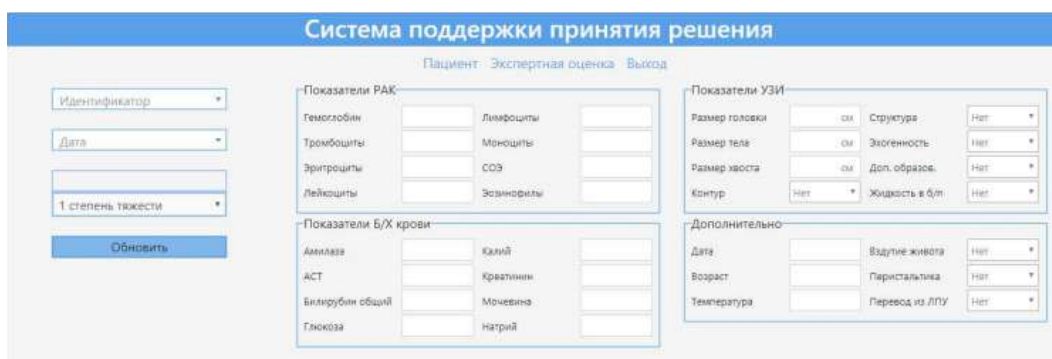 Система поддержки принятия решения
Пациент Экспертная оценка Выход
Идентификатор
Дата
1 степень тяжести
Обновить
Показатели РАК
Гемоглобин Лимфоциты
Тромбоциты Моноциты
Эритроциты СОЭ
Лейкоциты Эозинофилы
Показатели Б/Х крови
Амилаза Калий
АСТ Креатинин
Билирубин общий Мочевина
Глюкоза Натрий
Показатели УЗИ
Размер головки см Структура Нет
Размер тела см Эхогенность Нет
Размер хвоста см Доп. образов. Нет
Контур Нет Жидкость в б/п Нет
Дополнительно
Дата Вздутие живота Нет
Возраст Перистальтика Нет
Температура Перевод из ЛПУ Нет